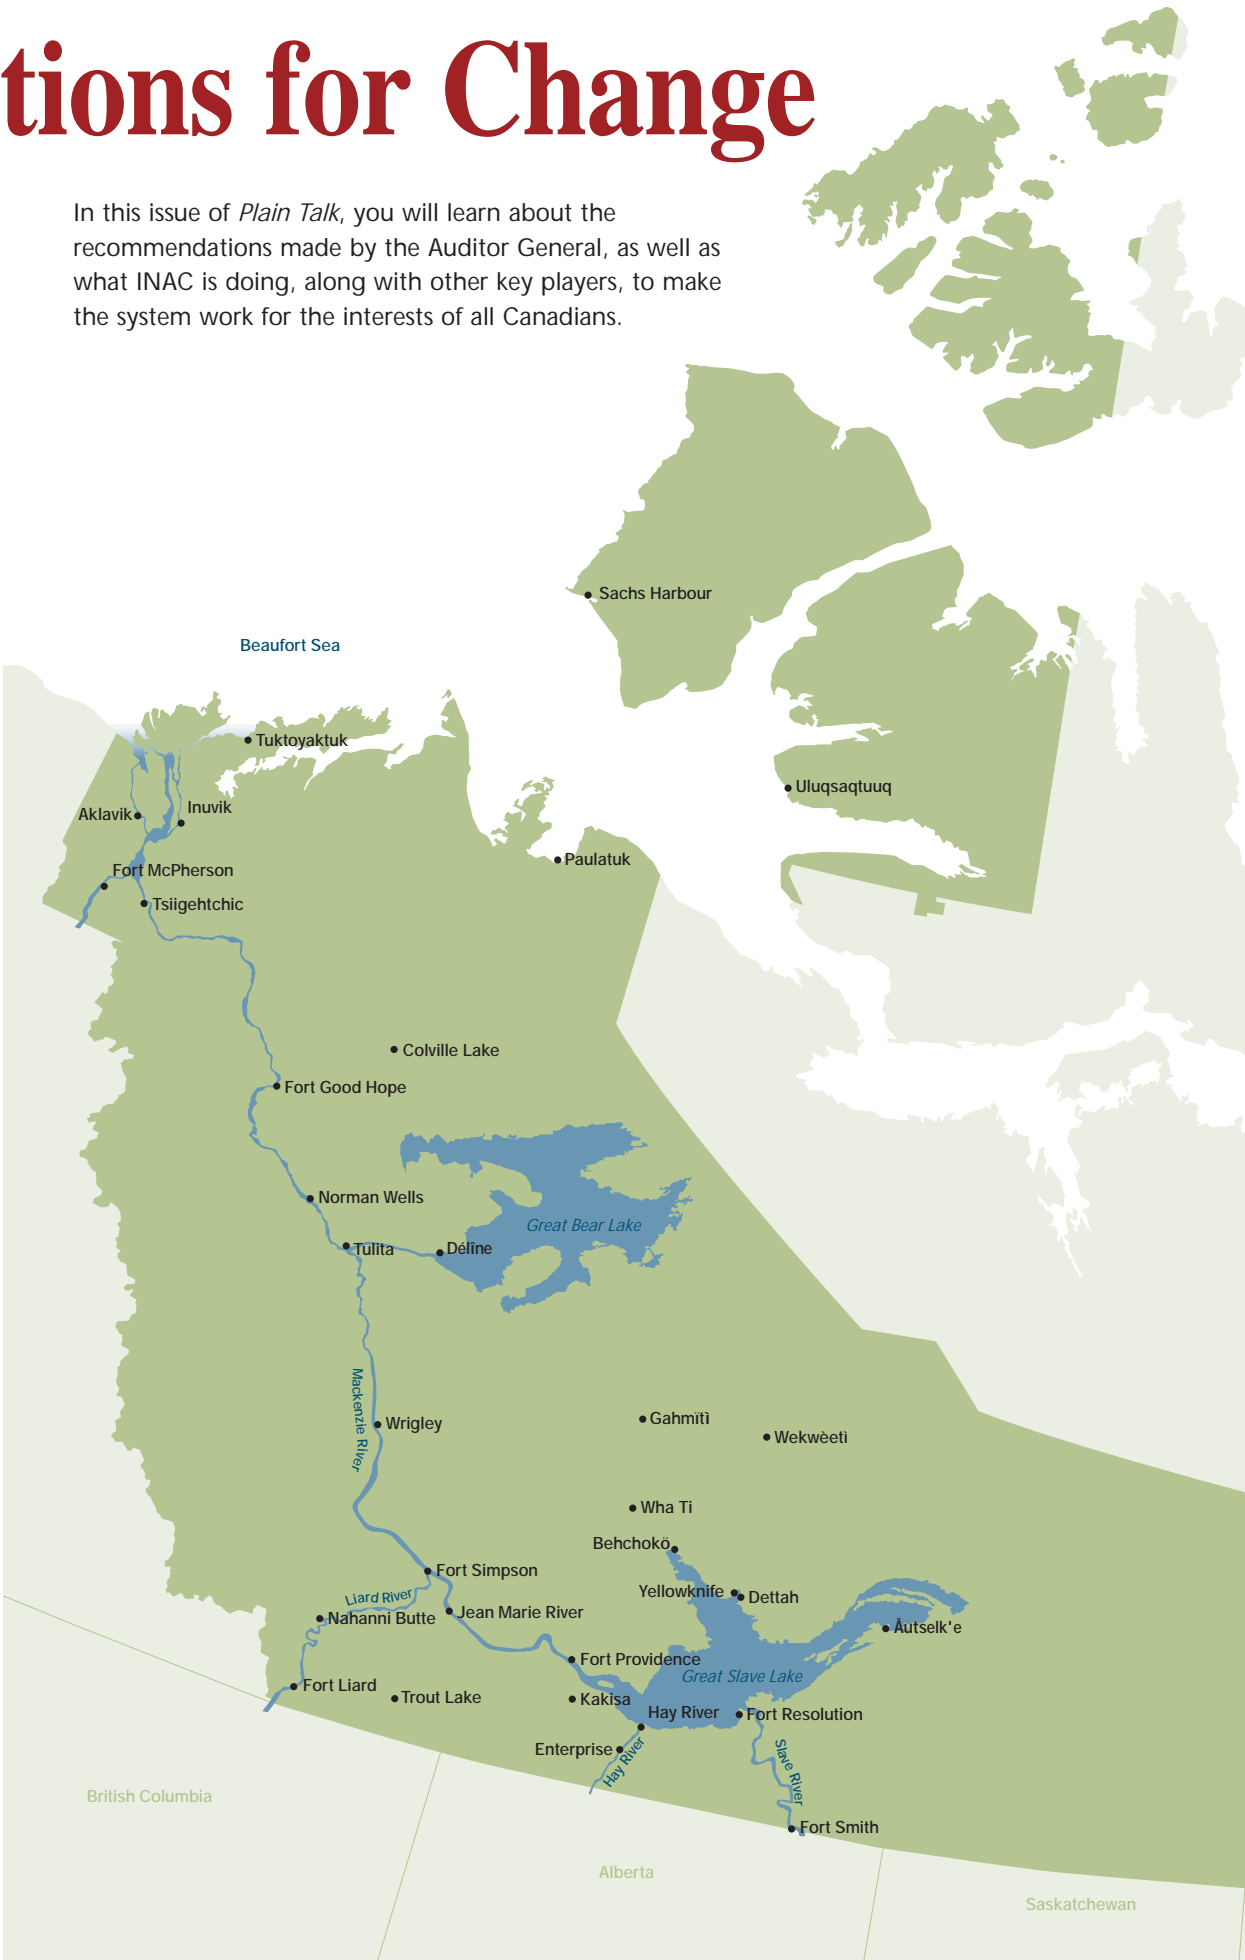 tions for Change
In this issue of Plain Talk, you will learn about the
recommendations made by the Auditor General, as well as
what INAC is doing, along with other key players, to make
the system work for the interests of all Canadians.
Sachs Harbour
Beaufort Sea
Tuktoyaktuk
Uluqsaqtuuq
Inuvik
Aklavik
Paulatuk
Fort McPherson
Tsiigehtchic
Colville Lake
Fort Good Hope
Norman Wells
Great Bear Lake
Tulita
Délîne
Mackenzie River
Wrigley
Gahmïtì
Wekwèetì
Wha Ti
Behchokö
Fort Simpson
Yellowknife
Dettah
Liard River
Nahanni Butte
Jean Marie River
Åutselk'e
Fort Providence
Great Slave Lake
Fort Liard
Trout Lake
Kakisa
Hay River
Fort Resolution
Enterprise
Hay River
Slave River
British Columbia
Fort Smith
Alberta
Saskatchewan